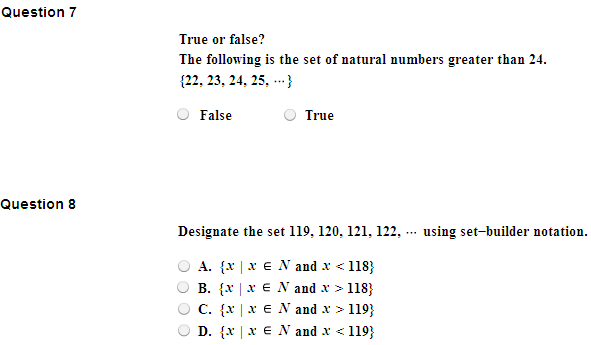 Question 7
True or false?
The following is the set of natural numbers greater than 24.
{22, 23, 24, 25, ···}
False True
Question 8
Designate the set 119, 120, 121, 122, ··· using set−builder notation.
A. {x | x ∈ N and x < 118}
B. {x | x ∈ N and x > 118}
C. {x | x ∈ N and x > 119}
D. {x | x ∈ N and x < 119}